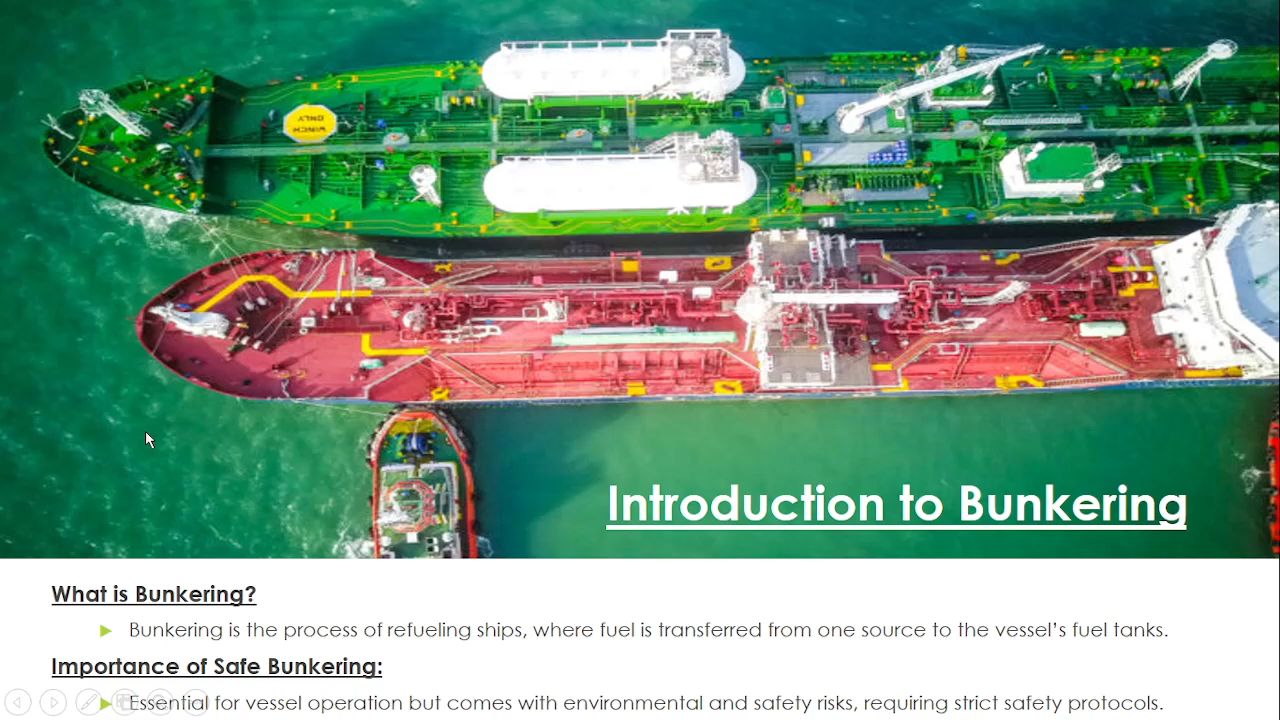 WINCH
ONLY
Introduction to Bunkering
What is Bunkering?
Bunkering is the process of refueling ships, where fuel is transferred from one source to the vessel’s fuel tanks.
Importance of Safe Bunkering:
Essential for vessel operation but comes with environmental and safety risks, requiring strict safety protocols.